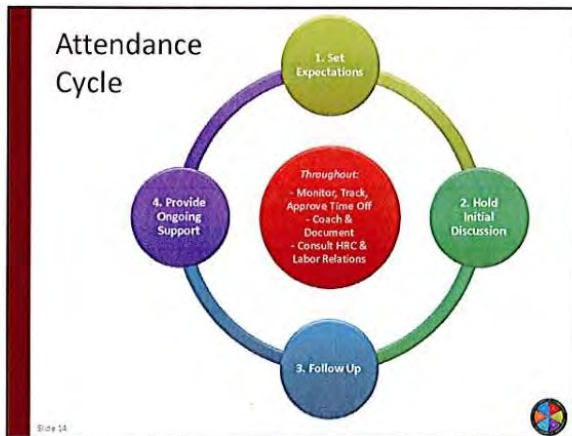 Attendance
Cycle
1. Set
Expectations
2. Hold
Initial
Discussion
3. Follow Up
4. Provide
Ongoing
Support
Throughout:
- Monitor, Track,
Approve Time Off
- Coach &
Document
- Consult HRC &
Labor Relations
Slide 14